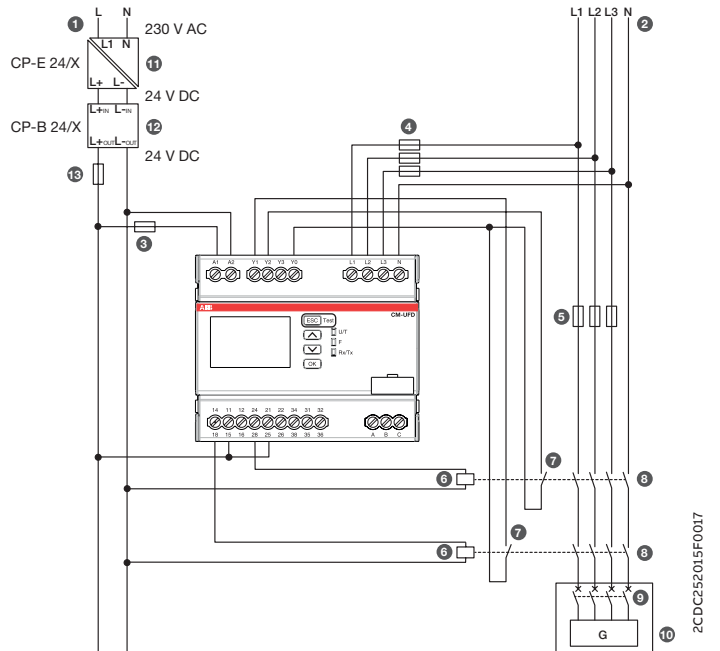 L N
1
230 V AC
L1 N
CP-E 24/X
11
L+ L-
24 V DC
L+IN L-IN
CP-B 24/X
12
L+OUT L-OUT
24 V DC
13
3
L1 L2 L3 N
2
4
5
A1 A2 Y1 Y2 Y3 Y0 L1 L2 L3 N
ABB
CM-UFD
ESC Test
U/T
F
Rx/Tx
OK
14 11 12 24 21 22 34 31 32
18 15 16 28 25 26 38 35 36
A B C
6
7
8
6
7
8
9
G
10
2CDC252015F0017